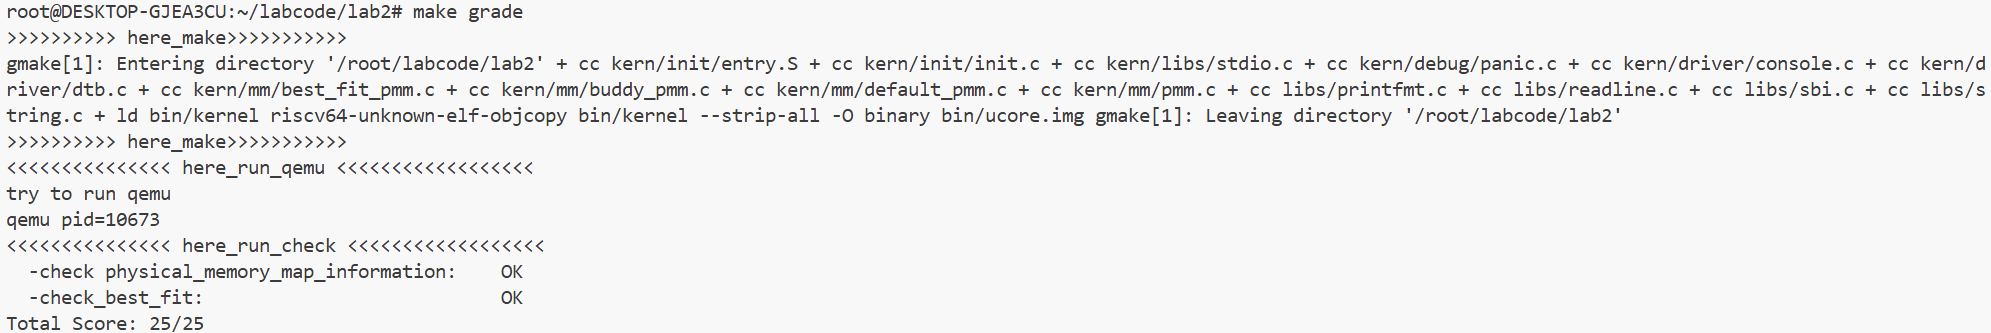 root@DESKTOP-GJEA3CU:~/labcode/lab2# make grade
>>>>>>>>>> here_make>>>>>>>>>>>
gmake[1]: Entering directory '/root/labcode/lab2' + cc kern/init/entry.S + cc kern/init/init.c + cc kern/libs/stdio.c + cc kern/debug/panic.c + cc kern/driver/console.c + cc kern/d
river/dtb.c + cc kern/mm/best_fit_pmm.c + cc kern/mm/buddy_pmm.c + cc kern/mm/default_pmm.c + cc kern/mm/pmm.c + cc libs/printfmt.c + cc libs/readline.c + cc libs/sbi.c + cc libs/s
tring.c + ld bin/kernel riscv64-unknown-elf-objcopy bin/kernel --strip-all -O binary bin/ucore.img gmake[1]: Leaving directory '/root/labcode/lab2'
>>>>>>>>>> here_make>>>>>>>>>>>
<<<<<<<<<<<<<<< here_run_qemu <<<<<<<<<<<<<<<<<<
try to run qemu
qemu pid=10673
<<<<<<<<<<<<<<< here_run_check <<<<<<<<<<<<<<<<<<
  -check physical_memory_map_information:    OK
  -check_best_fit:                           OK
Total Score: 25/25